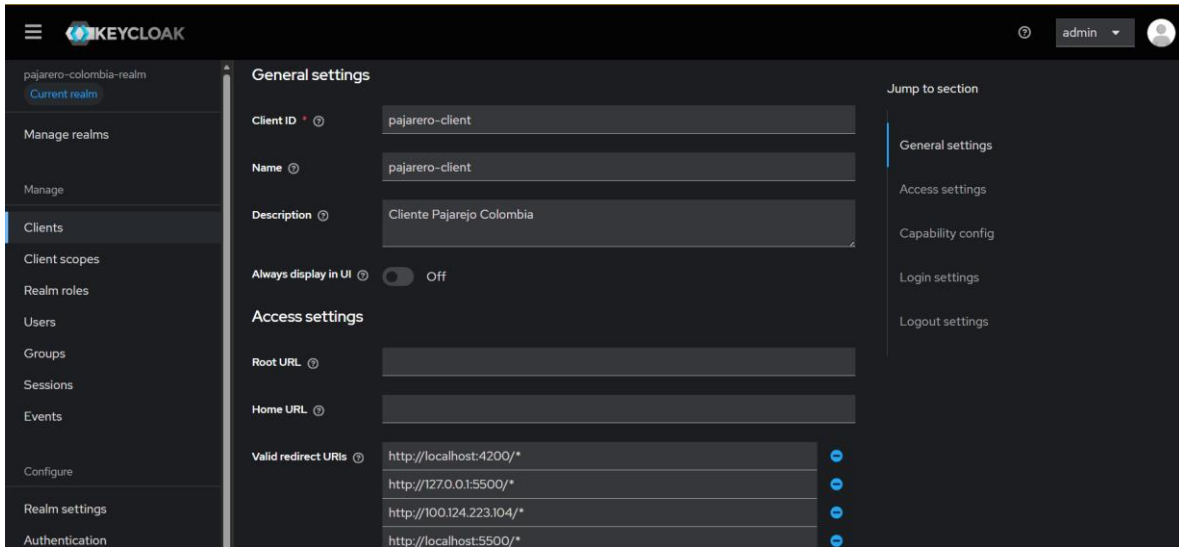 KEYCLOAK
admin
pajarero-colombia-realm
Current realm
Manage realms
Manage
Clients
Client scopes
Realm roles
Users
Groups
Sessions
Events
Configure
Realm settings
Authentication
General settings
Client ID *
pajarero-client
Name
pajarero-client
Description
Cliente Pajarejo Colombia
Always display in UI
Off
Access settings
Root URL
Home URL
Valid redirect URIs
http://localhost:4200/*
http://127.0.0.1:5500/*
http://100.124.223.104/*
http://localhost:5500/*
Jump to section
General settings
Access settings
Capability config
Login settings
Logout settings